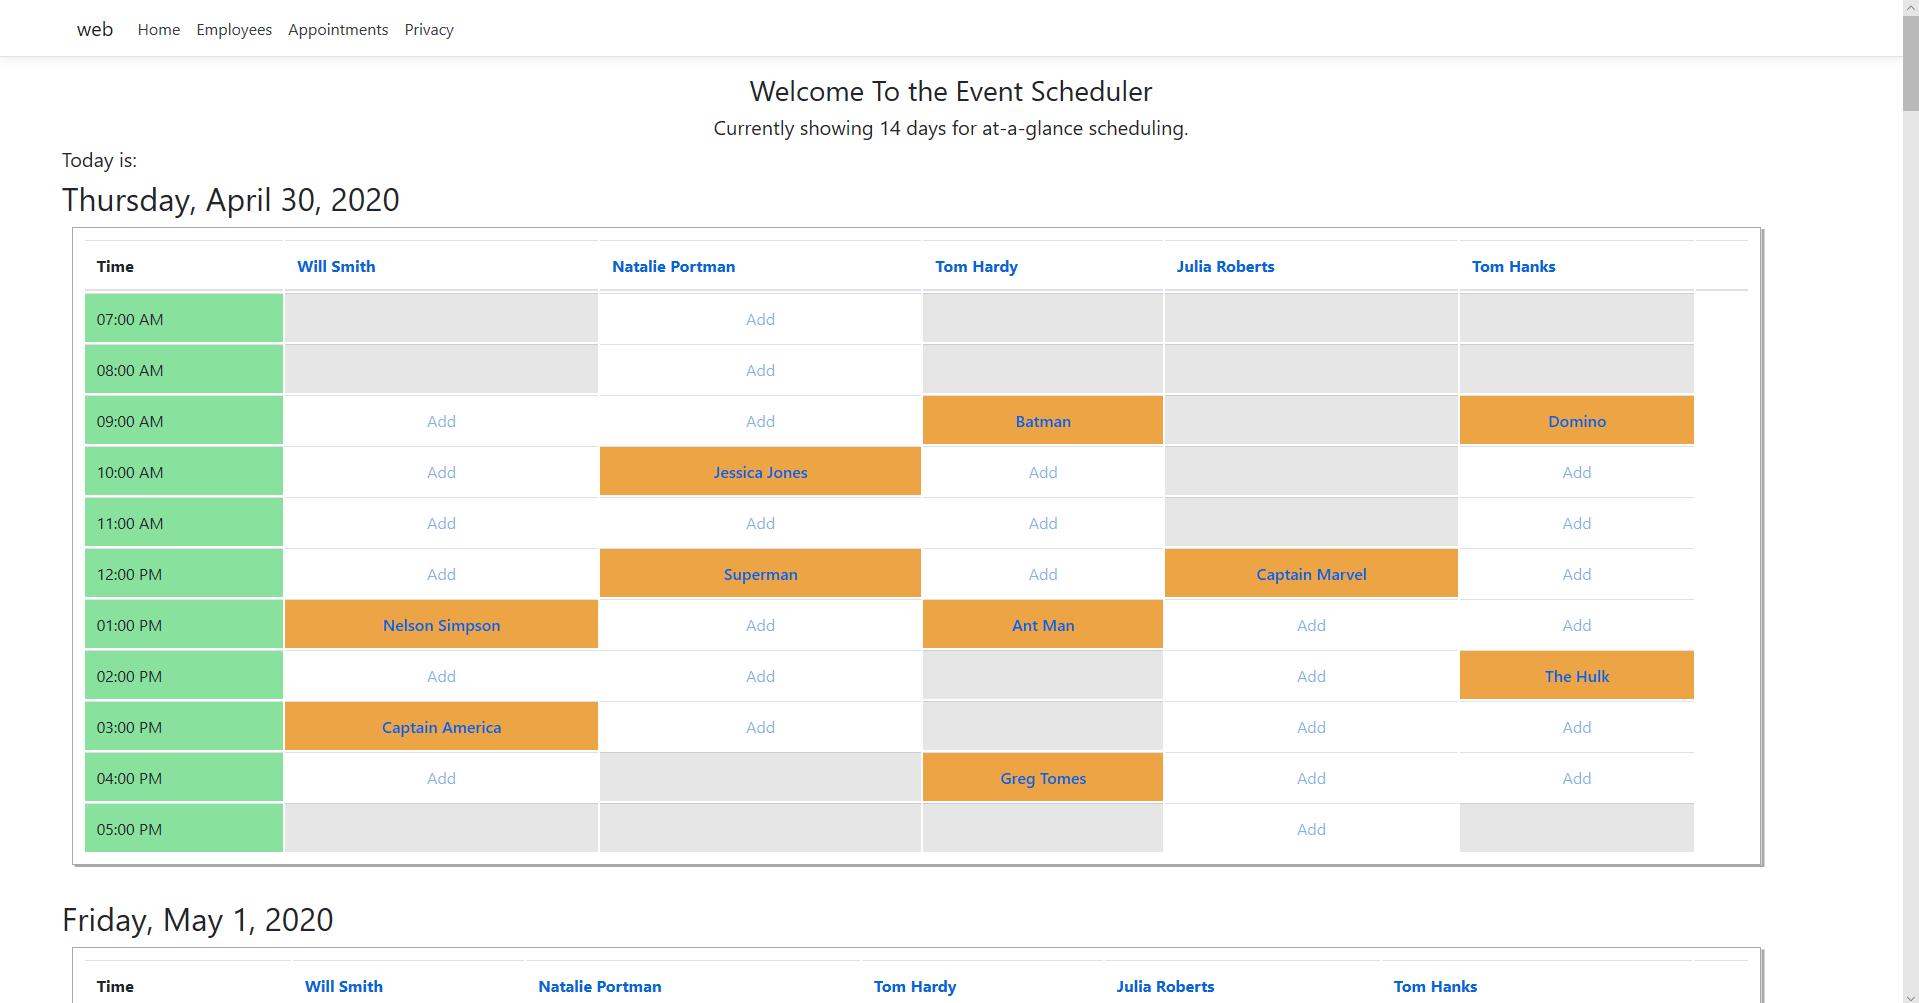 web Home Employees Appointments Privacy
Welcome To the Event Scheduler
Currently showing 14 days for at-a-glance scheduling.
Today is:
Thursday, April 30, 2020
Time Will Smith Natalie Portman Tom Hardy Julia Roberts Tom Hanks
07:00 AM Add
08:00 AM Add
09:00 AM Add Add Batman Domino
10:00 AM Add Jessica Jones Add Add
11:00 AM Add Add Add Add
12:00 PM Add Superman Add Captain Marvel Add
01:00 PM Nelson Simpson Add Ant Man Add Add
02:00 PM Add Add Add The Hulk
03:00 PM Captain America Add Add Add
04:00 PM Add Greg Tomes Add Add
05:00 PM Add
Friday, May 1, 2020
Time Will Smith Natalie Portman Tom Hardy Julia Roberts Tom Hanks